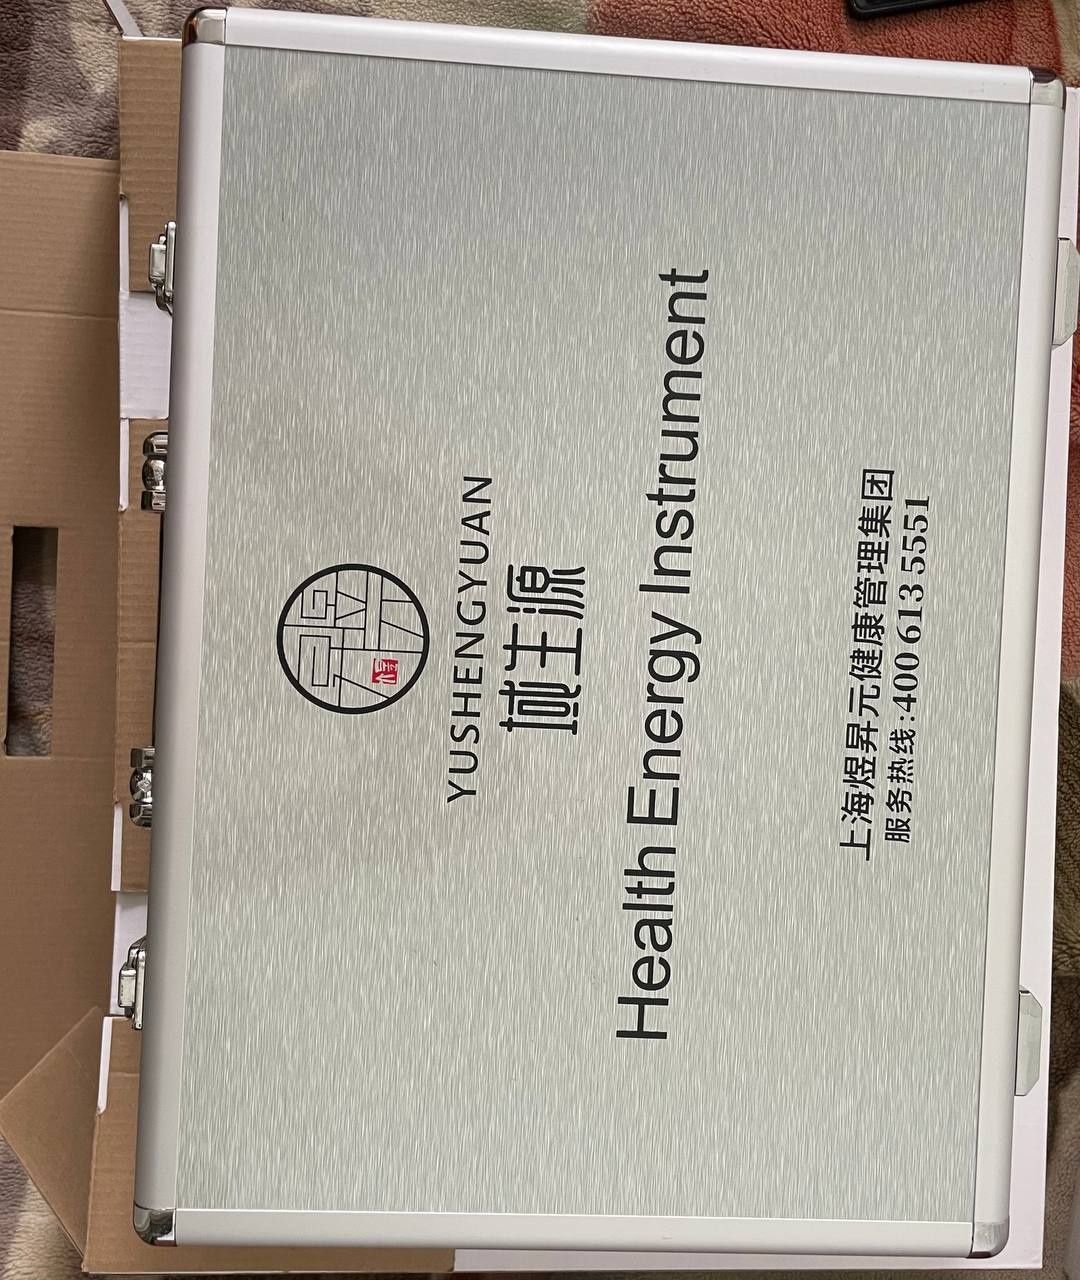 YUSHENGYUAN
域生源
Health Energy Instrument
上海煜昇元健康管理集团
服务热线:400 613 5551